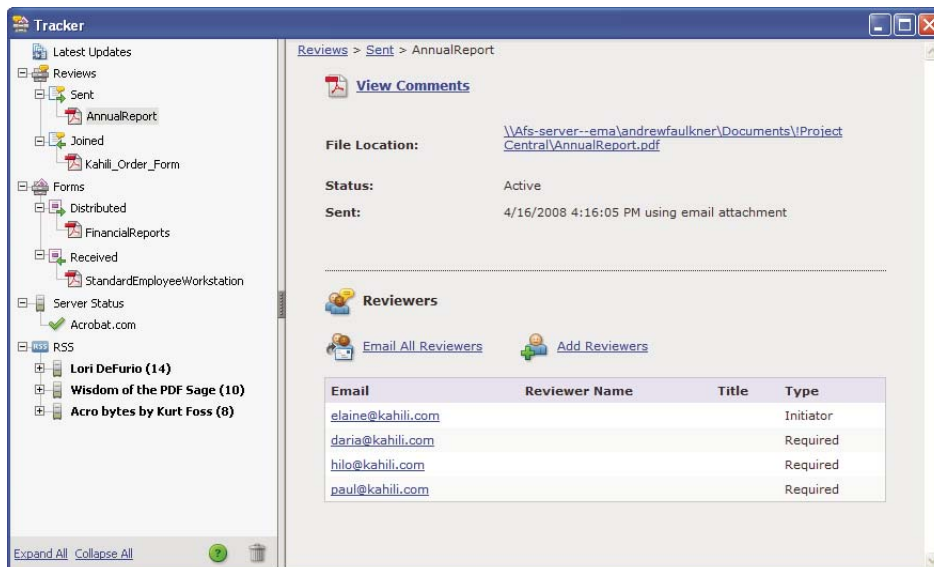 Tracker
Latest Updates
Reviews
Sent
AnnualReport
Joined
Kahili_Order_Form
Forms
Distributed
FinancialReports
Received
StandardEmployeeWorkstation
Server Status
Acrobat.com
RSS RSS
Lori DeFurio (14)
Wisdom of the PDF Sage (10)
Acro bytes by Kurt Foss (8)
Expand All Collapse All
Reviews > Sent > AnnualReport
View Comments
File Location: \\Afs-server--ema\andrewfaulkner\Documents\!Project
Central\AnnualReport.pdf
Status: Active
Sent: 4/16/2008 4:16:05 PM using email attachment
Reviewers
Email All Reviewers Add Reviewers
Email Reviewer Name Title Type
elaine@kahili.com Initiator
daria@kahili.com Required
hilo@kahili.com Required
paul@kahili.com Required